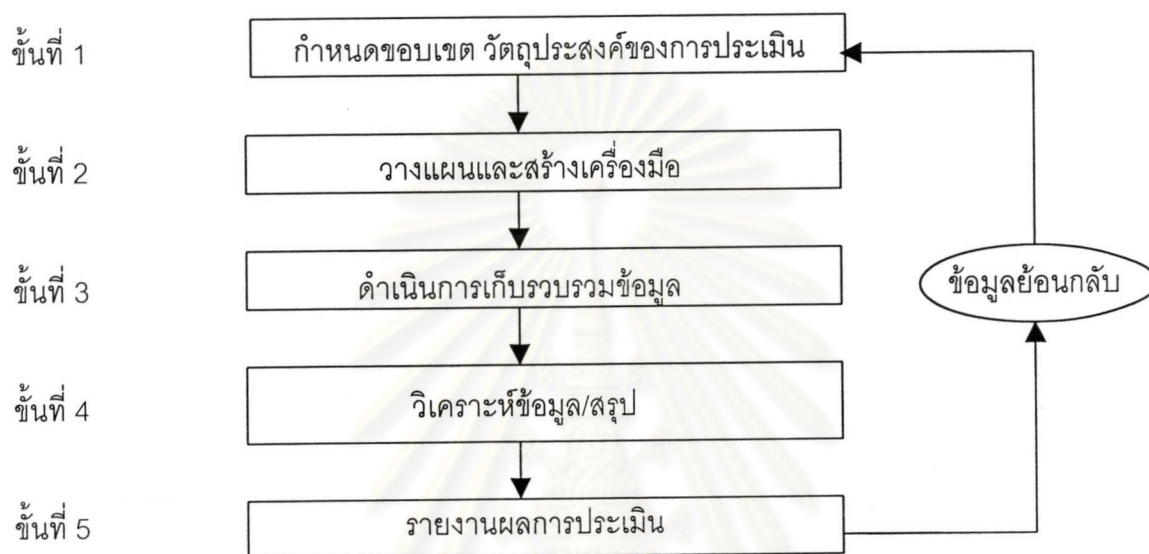 ขั้นที่ 1
กำหนดขอบเขต วัตถุประสงค์ของการประเมิน
ขั้นที่ 2
วางแผนและสร้างเครื่องมือ
ขั้นที่ 3
ดำเนินการเก็บรวบรวมข้อมูล
ข้อมูลย้อนกลับ
ขั้นที่ 4
วิเคราะห์ข้อมูล/สรุป
ขั้นที่ 5
รายงานผลการประเมิน